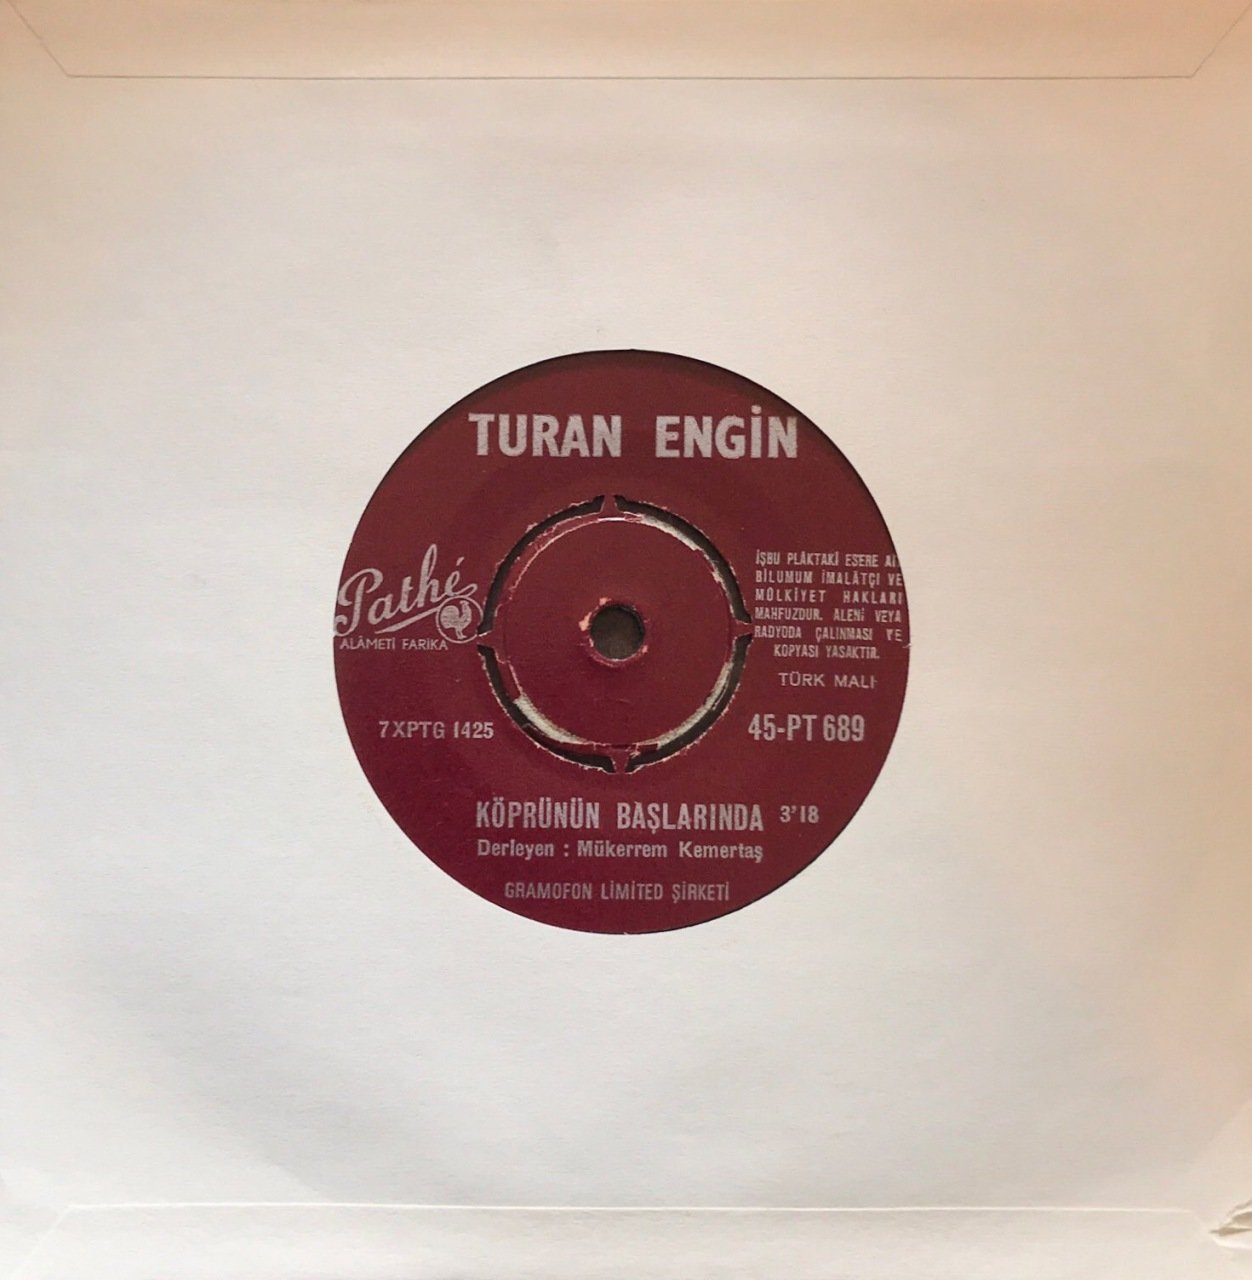 TURAN ENGİN
Pathé
ALÂMETİ FARİKA
İŞBU PLÂKTAKİ ESERE AİT
BİLUMUM İMALÂTÇI VE
MÜLKİYET HAKLARI
MAHFUZDUR. ALENİ VEYA
RADYODA ÇALINMASI VE
KOPYASI YASAKTIR.
TÜRK MALI
7XPTG 1425
45-PT 689
KÖPRÜNÜN BAŞLARINDA 3'18
Derleyen : Mükerrem Kemertaş
GRAMOFON LİMİTED ŞİRKETİ